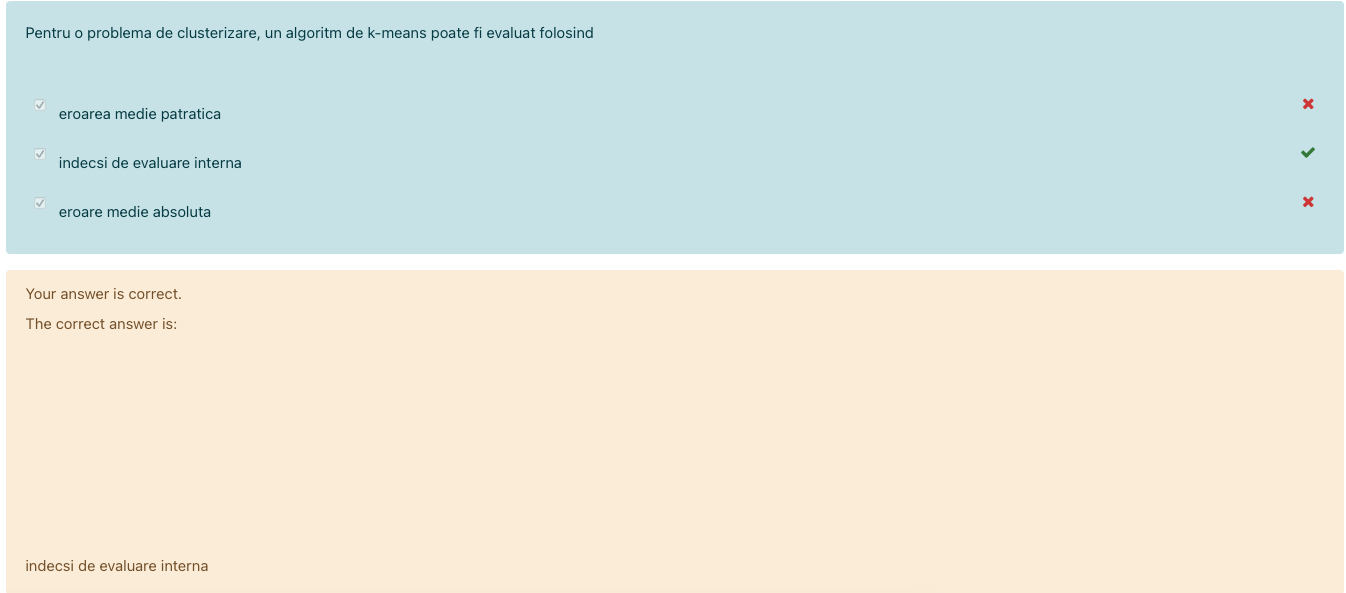 Pentru o problema de clusterizare, un algoritm de k-means poate fi evaluat folosind
eroarea medie patratica
indecsi de evaluare interna
eroare medie absoluta
Your answer is correct.
The correct answer is:
indecsi de evaluare interna